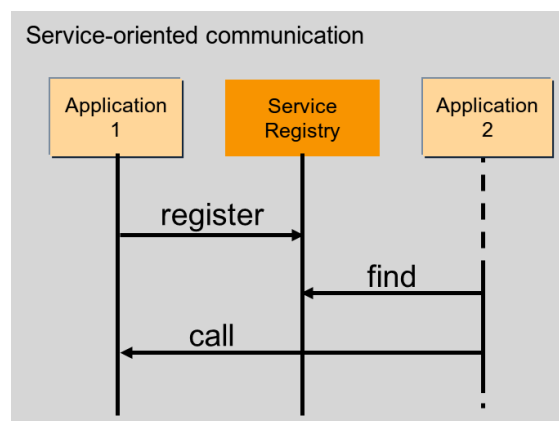 Service-oriented communication
Application
1
Service
Registry
Application
2
register
find
call